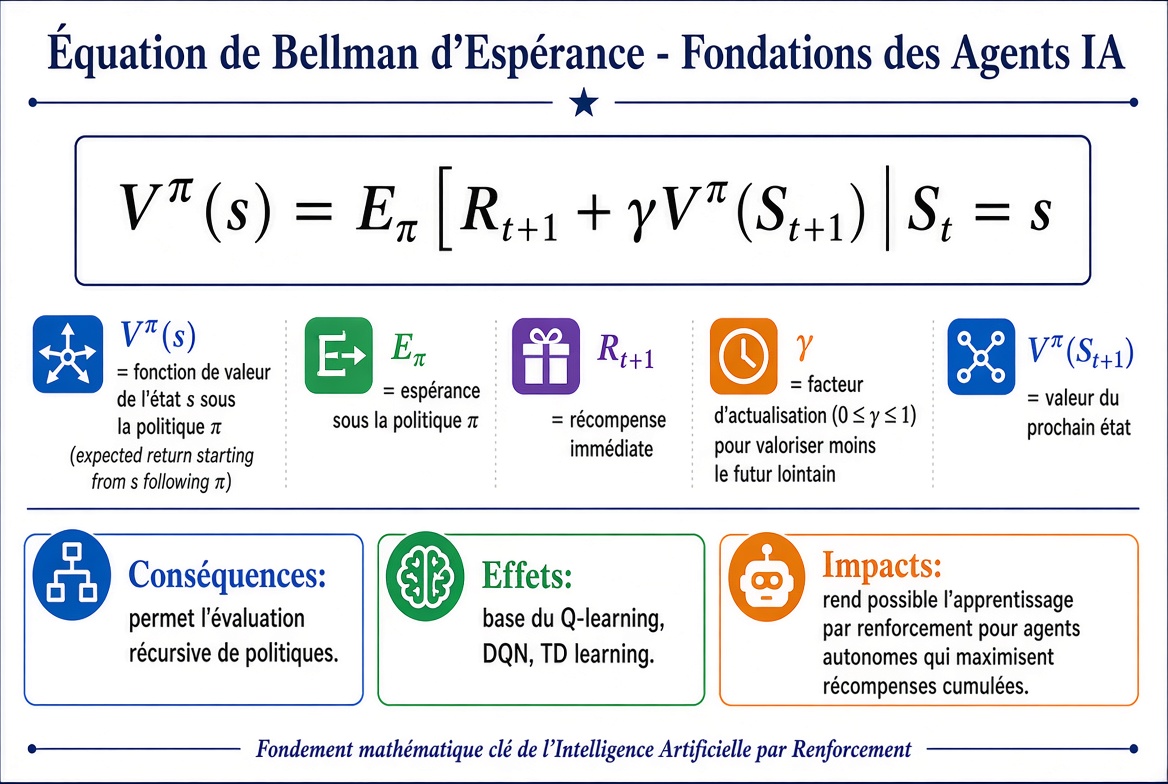 Équation de Bellman d’Espérance - Fondations des Agents IA
V^π(s) = E_π [ R_{t+1} + γV^π(S_{t+1}) | S_t = s
V^π(s)
= fonction de valeur
de l’état s sous
la politique π
(expected return starting
from s following π)
E_π
= espérance
sous la politique π
R_{t+1}
= récompense
immédiate
γ
= facteur
d’actualisation (0 ≤ γ ≤ 1)
pour valoriser moins
le futur lointain
V^π(S_{t+1})
= valeur du
prochain état
Conséquences:
permet l’évaluation
récursive de politiques.
Effets:
base du Q-learning,
DQN, TD learning.
Impacts:
rend possible l’apprentissage
par renforcement pour agents
autonomes qui maximisent
récompenses cumulées.
Fondement mathématique clé de l’Intelligence Artificielle par Renforcement